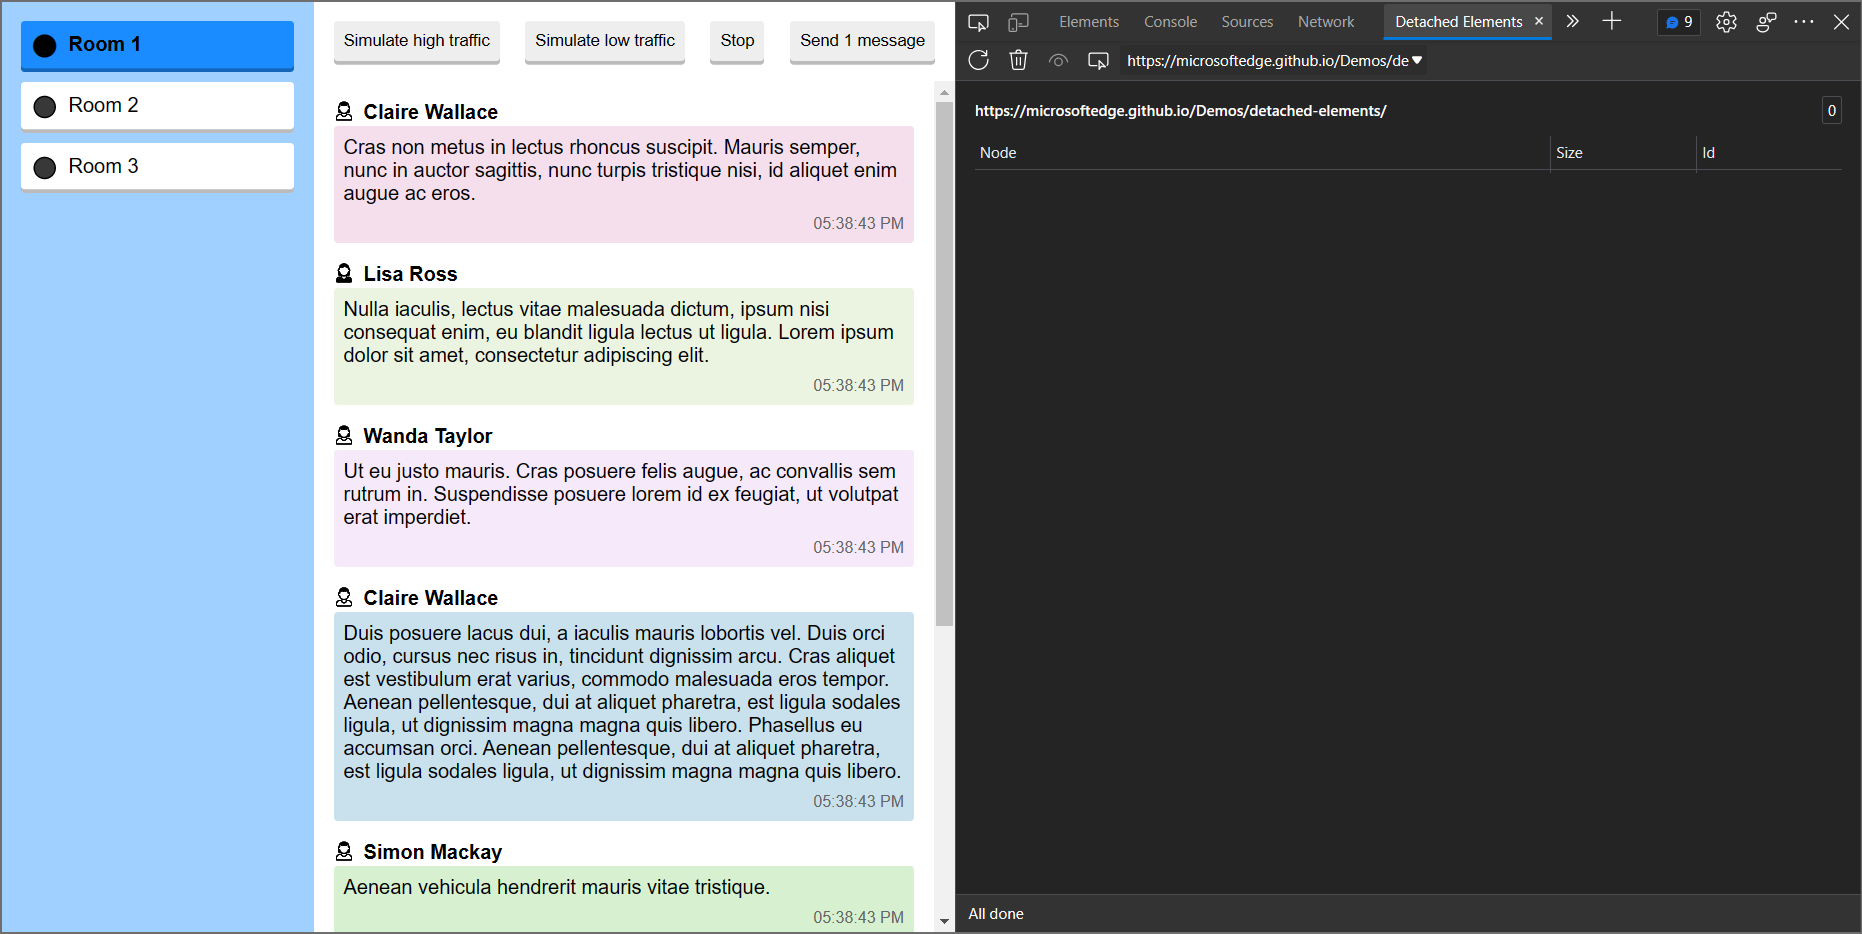 Room 1
Room 2
Room 3
Simulate high traffic
Simulate low traffic
Stop
Send 1 message
Claire Wallace
Cras non metus in lectus rhoncus suscipit. Mauris semper,
nunc in auctor sagittis, nunc turpis tristique nisi, id aliquet enim
augue ac eros.
05:38:43 PM
Lisa Ross
Nulla iaculis, lectus vitae malesuada dictum, ipsum nisi
consequat enim, eu blandit ligula lectus ut ligula. Lorem ipsum
dolor sit amet, consectetur adipiscing elit.
05:38:43 PM
Wanda Taylor
Ut eu justo mauris. Cras posuere felis augue, ac convallis sem
rutrum in. Suspendisse posuere lorem id ex feugiat, ut volutpat
erat imperdiet.
05:38:43 PM
Claire Wallace
Duis posuere lacus dui, a iaculis mauris lobortis vel. Duis orci
odio, cursus nec risus in, tincidunt dignissim arcu. Cras aliquet
est vestibulum erat varius, commodo malesuada eros tempor.
Aenean pellentesque, dui at aliquet pharetra, est ligula sodales
ligula, ut dignissim magna magna quis libero. Phasellus eu
accumsan orci. Aenean pellentesque, dui at aliquet pharetra,
est ligula sodales ligula, ut dignissim magna magna quis libero.
05:38:43 PM
Simon Mackay
Aenean vehicula hendrerit mauris vitae tristique.
05:38:43 PM
Elements Console Sources Network Detached Elements 9
https://microsoftedge.github.io/Demos/de
https://microsoftedge.github.io/Demos/detached-elements/ 0
Node Size Id
All done